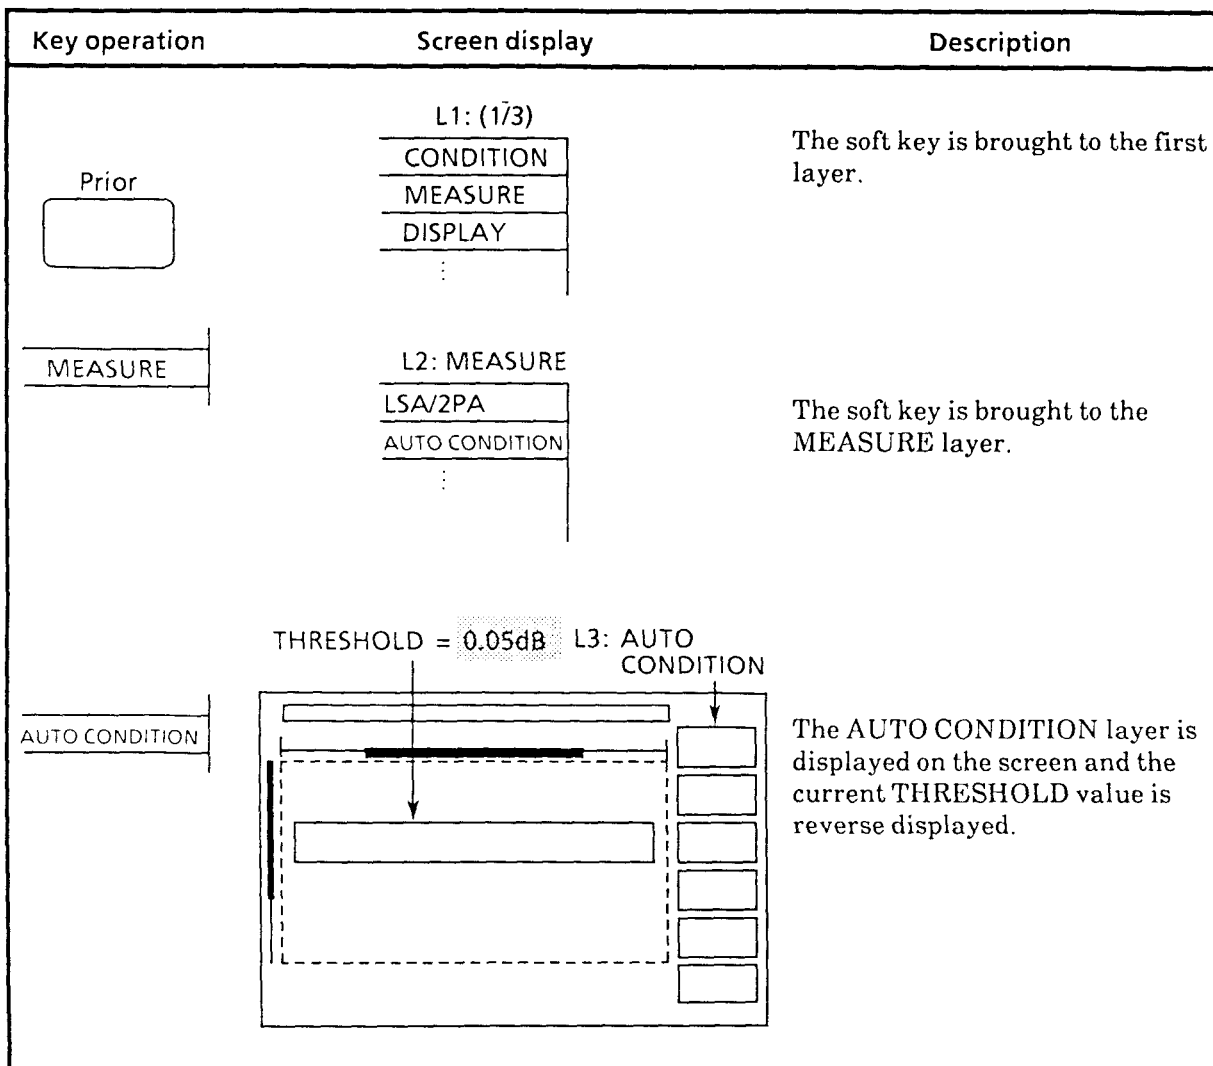 Key operation
Screen display
Description
Prior
L1: (1/3)
CONDITION
MEASURE
DISPLAY
The soft key is brought to the first
layer.
MEASURE
L2: MEASURE
LSA/2PA
AUTO CONDITION
The soft key is brought to the
MEASURE layer.
AUTO CONDITION
THRESHOLD = 0.05dB
L3: AUTO
CONDITION
The AUTO CONDITION layer is
displayed on the screen and the
current THRESHOLD value is
reverse displayed.